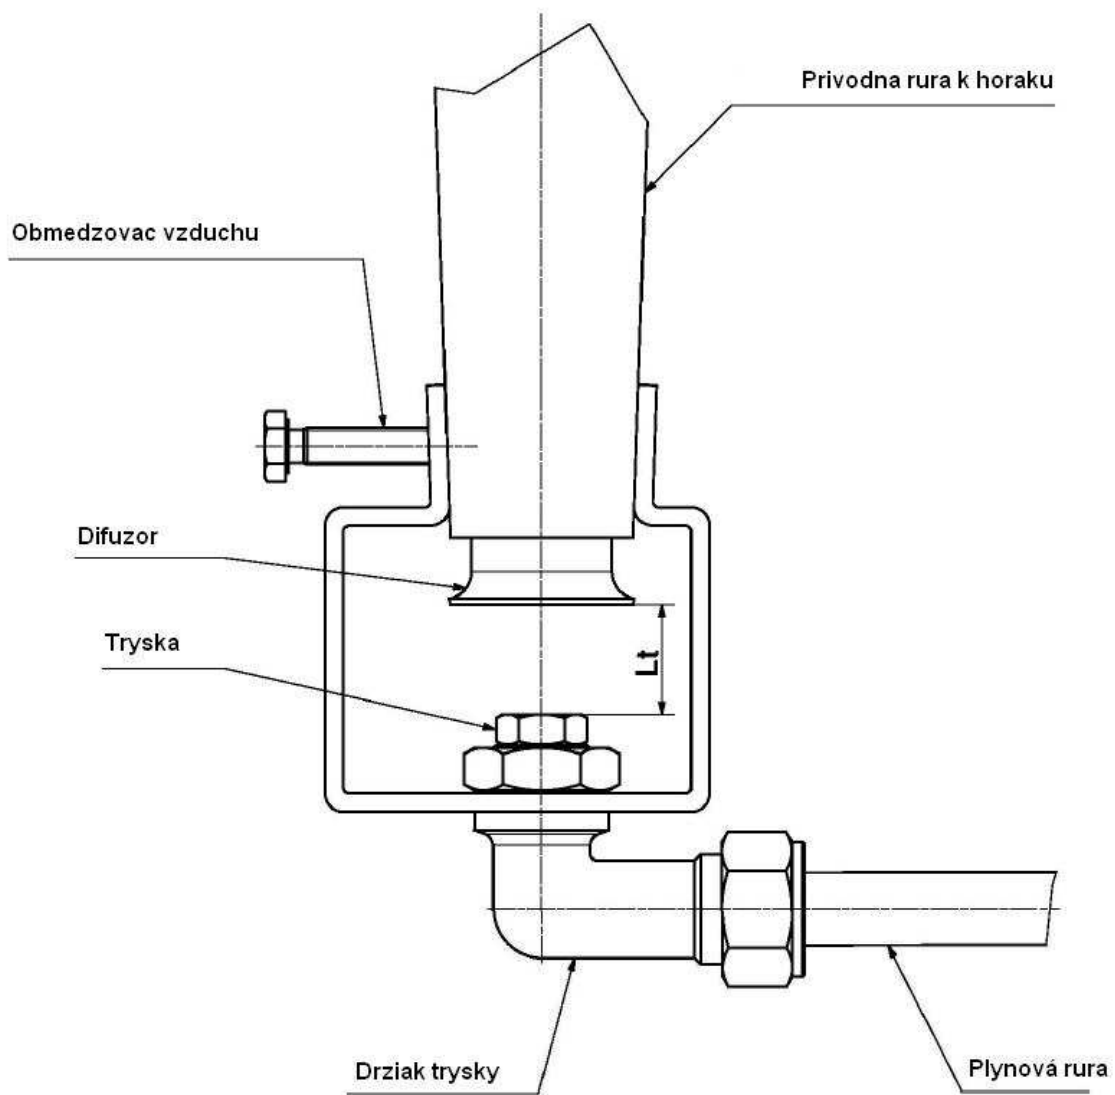 Privodna rura k horaku
Obmedzovac vzduchu
Difuzor
Tryska
Lt
Drziak trysky
Plynová rura